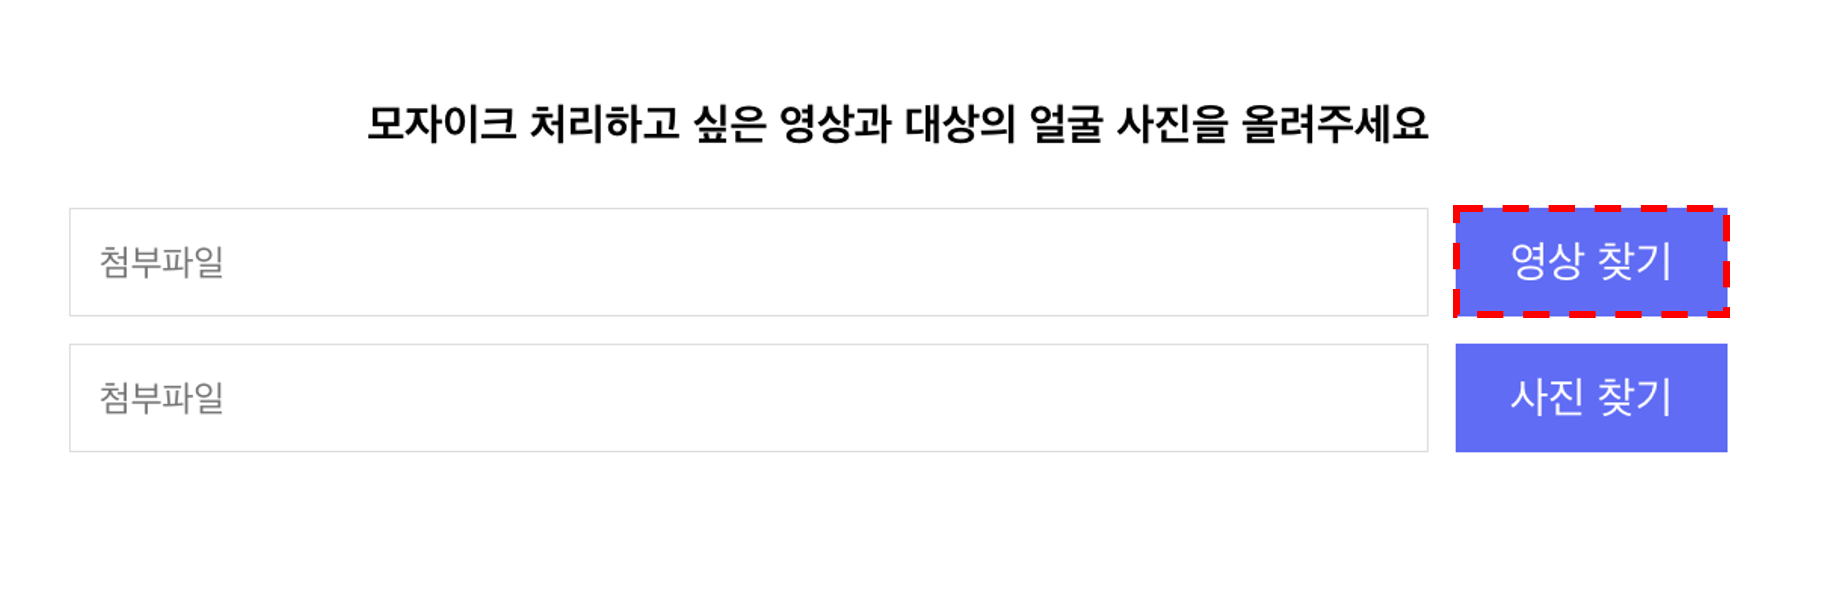 모자이크 처리하고 싶은 영상과 대상의 얼굴 사진을 올려주세요
첨부파일 영상 찾기
첨부파일 사진 찾기